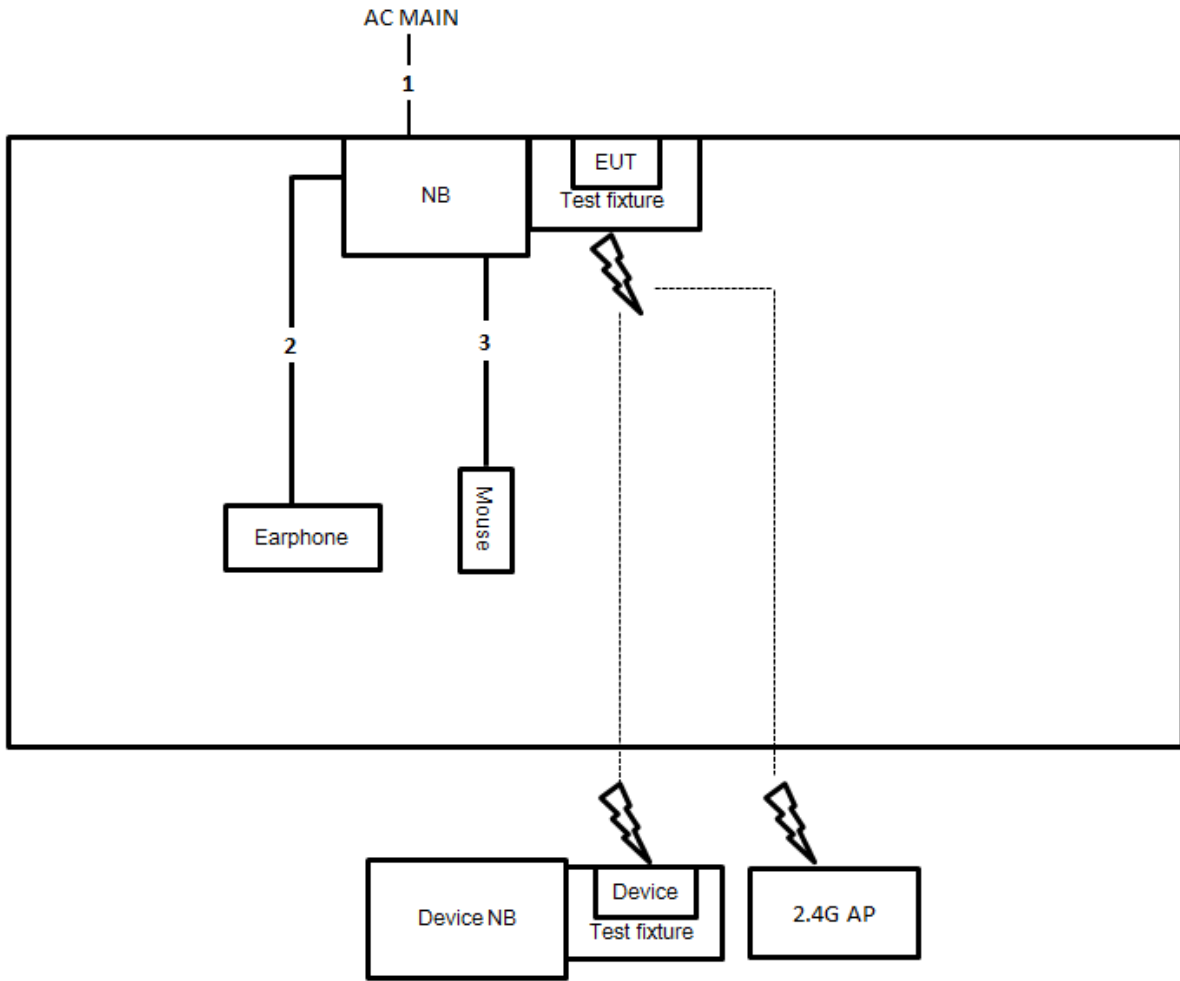 AC MAIN
1
EUT
NB
Test fixture
2
3
Mouse
Earphone
Device
Device NB
2.4G AP
Test fixture